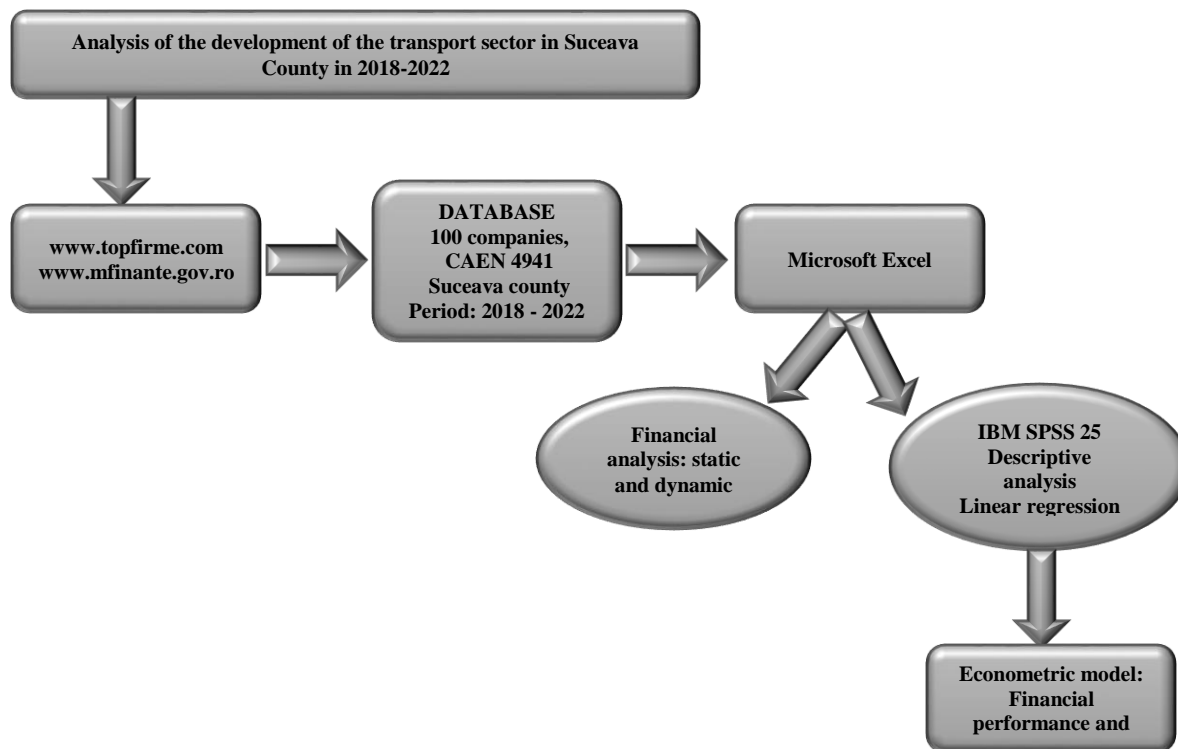 Analysis of the development of the transport sector in Suceava
County in 2018-2022
www.topfirme.com
www.mfinante.gov.ro
DATABASE
100 companies,
CAEN 4941
Suceava county
Period: 2018 - 2022
Microsoft Excel
Financial
analysis: static
and dynamic
IBM SPSS 25
Descriptive
analysis
Linear regression
Econometric model:
Financial
performance and